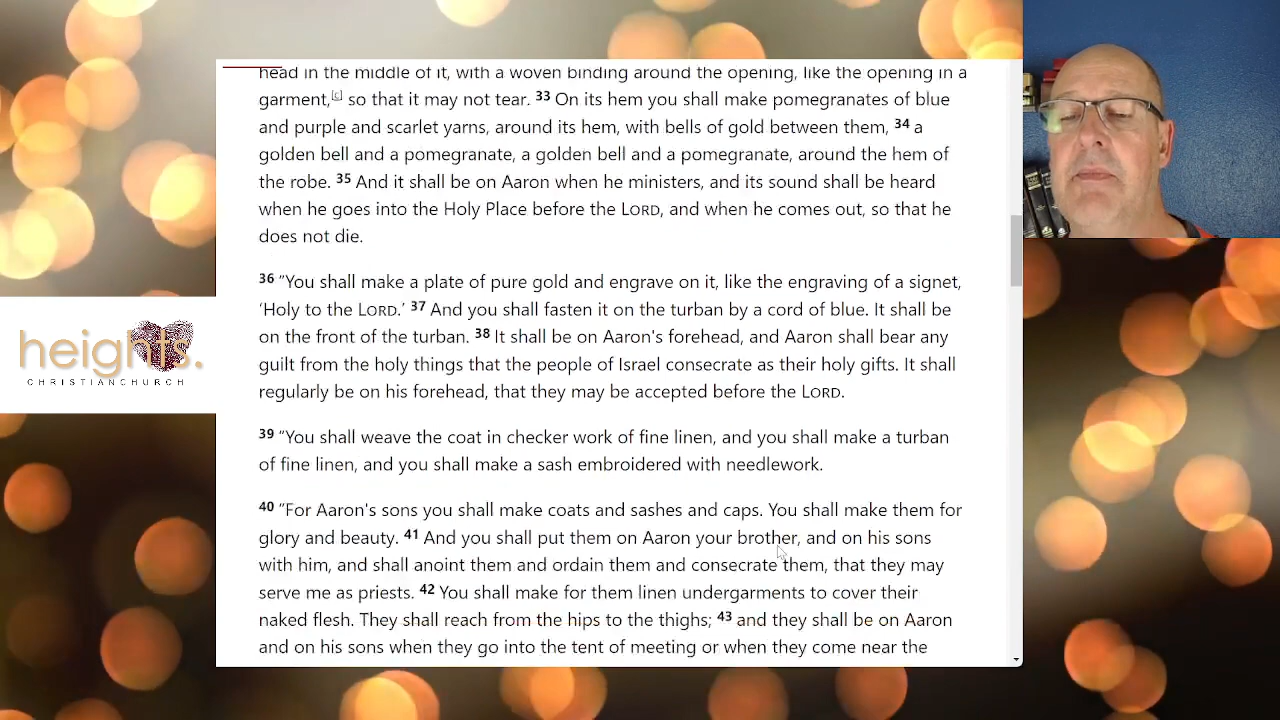 head in the middle of it, with a woven binding around the opening, like the opening in a
garment,[c] so that it may not tear. 33 On its hem you shall make pomegranates of blue
and purple and scarlet yarns, around its hem, with bells of gold between them, 34 a
golden bell and a pomegranate, a golden bell and a pomegranate, around the hem of
the robe. 35 And it shall be on Aaron when he ministers, and its sound shall be heard
when he goes into the Holy Place before the LORD, and when he comes out, so that he
does not die.
36 “You shall make a plate of pure gold and engrave on it, like the engraving of a signet,
‘Holy to the LORD.’ 37 And you shall fasten it on the turban by a cord of blue. It shall be
on the front of the turban. 38 It shall be on Aaron's forehead, and Aaron shall bear any
guilt from the holy things that the people of Israel consecrate as their holy gifts. It shall
regularly be on his forehead, that they may be accepted before the LORD.
39 “You shall weave the coat in checker work of fine linen, and you shall make a turban
of fine linen, and you shall make a sash embroidered with needlework.
40 “For Aaron's sons you shall make coats and sashes and caps. You shall make them for
glory and beauty. 41 And you shall put them on Aaron your brother, and on his sons
with him, and shall anoint them and ordain them and consecrate them, that they may
serve me as priests. 42 You shall make for them linen undergarments to cover their
naked flesh. They shall reach from the hips to the thighs; 43 and they shall be on Aaron
and on his sons when they go into the tent of meeting or when they come near the
heights.
CHRISTIANCHURCH